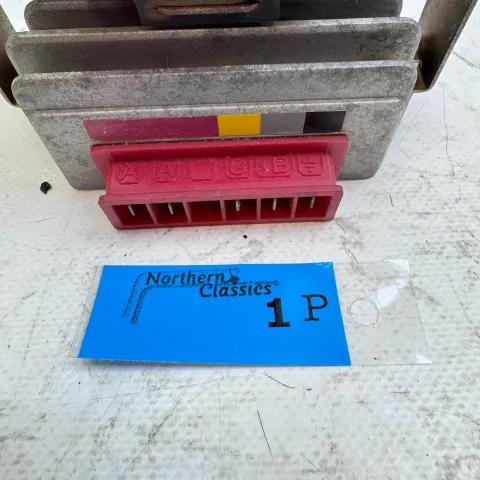 A A G +B
Northern
Classics
1 P